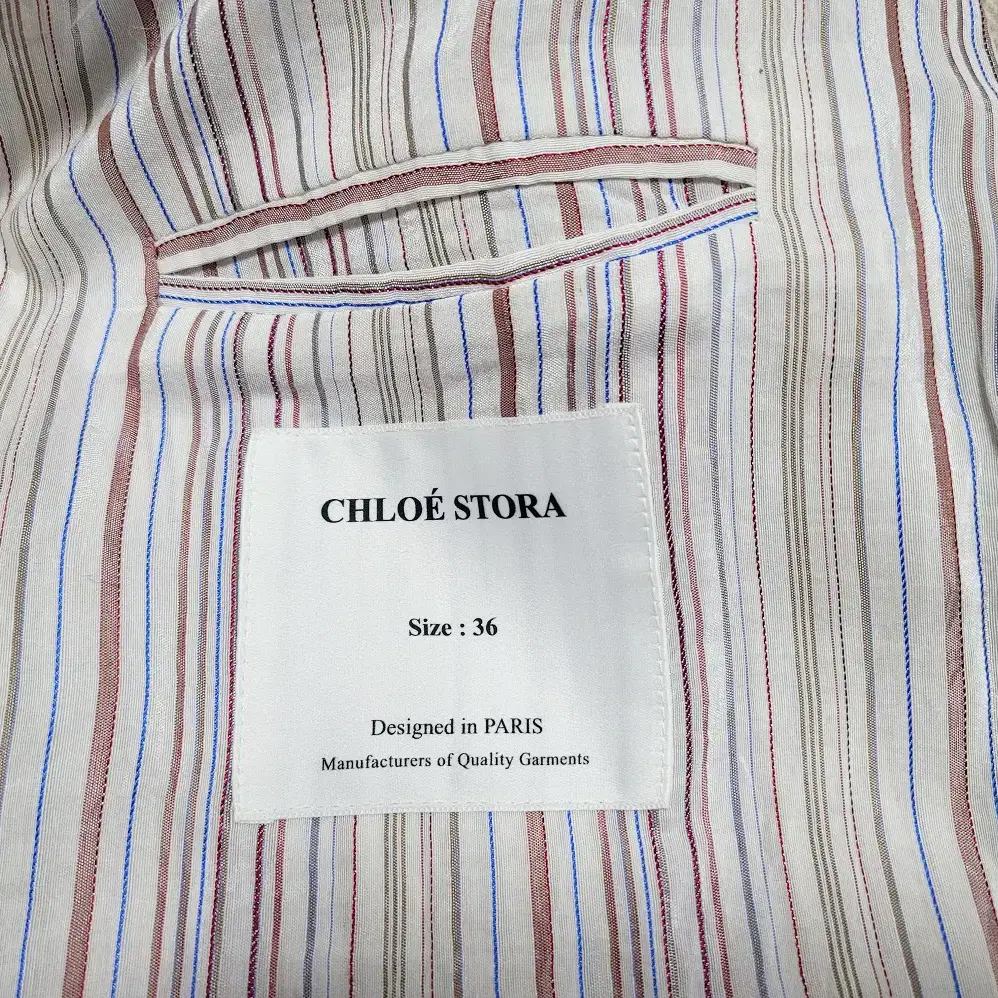 CHLOÉ STORA
Size : 36
Designed in PARIS
Manufacturers of Quality Garments